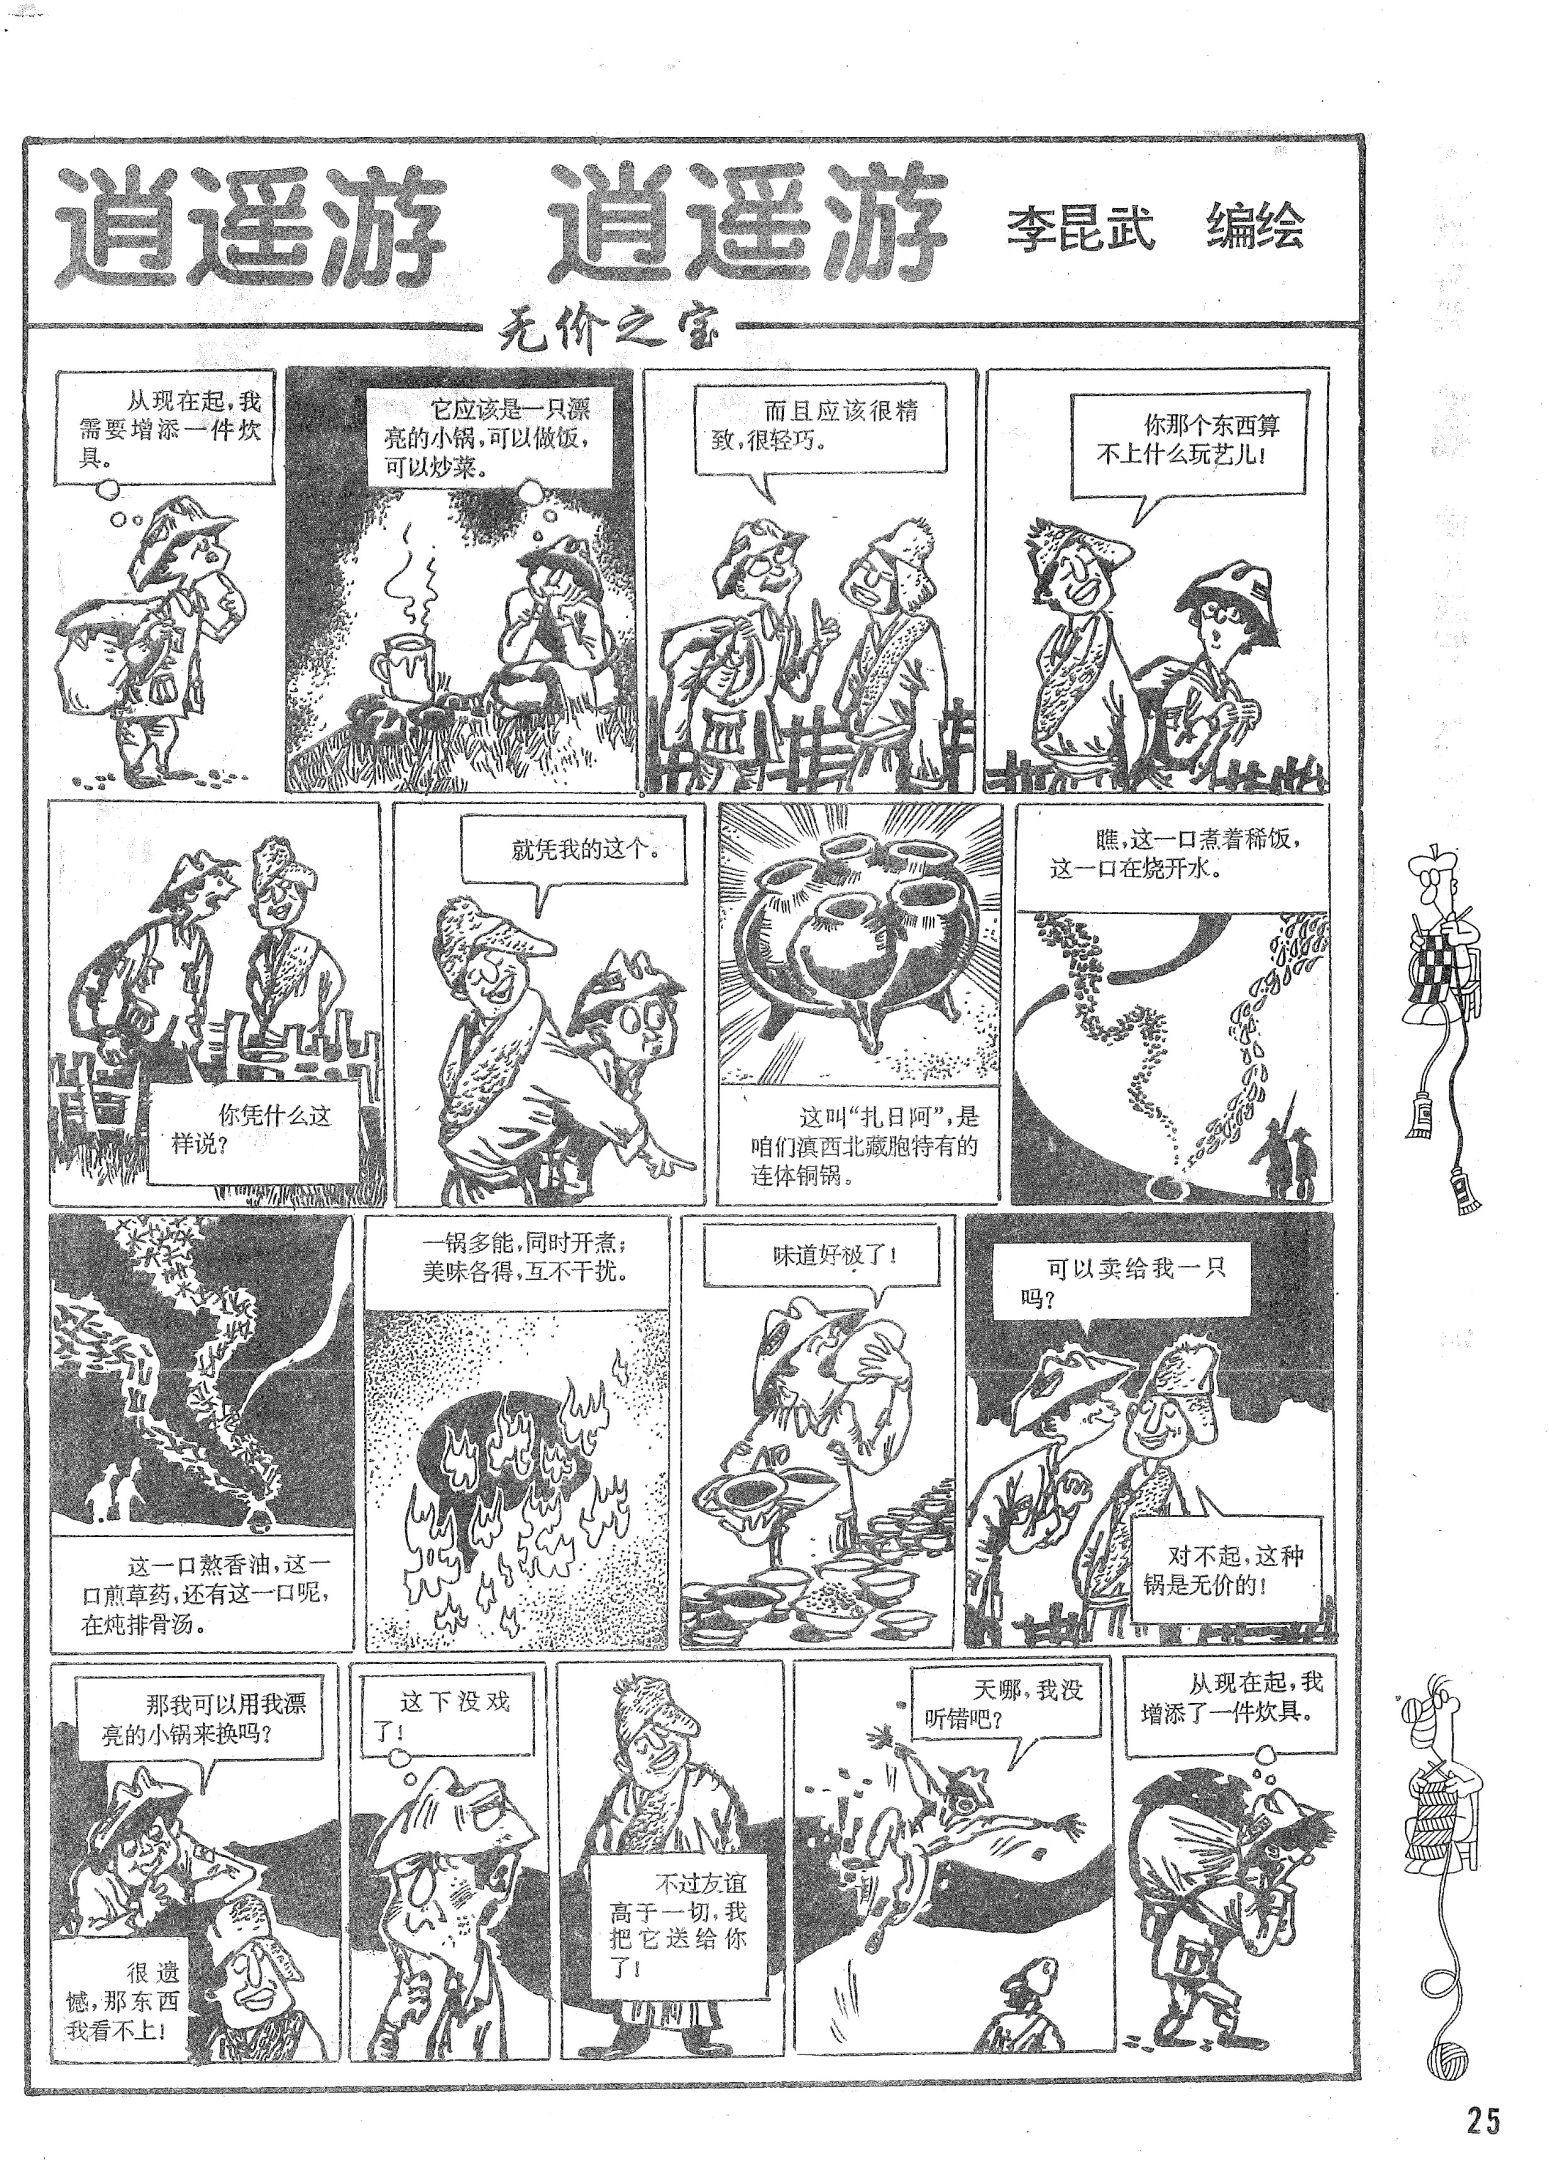 逍遥游 逍遥游 李昆武 编绘
无价之宝
从现在起,我
需要增添一件炊
具。
它应该是一只漂
亮的小锅,可以做饭,
可以炒菜。
而且应该很精
致,很轻巧。
你那个东西算
不上什么玩艺儿!
你凭什么这
样说?
就凭我的这个。
这叫“扎日阿”,是
咱们滇西北藏胞特有的
连体铜锅。
瞧,这一口煮着稀饭,
这一口在烧开水。
这一口熬香油,这一
口煎草药,还有这一口呢,
在炖排骨汤。
一锅多能,同时开煮;
美味各得,互不干扰。
味道好极了!
可以卖给我一只
吗?
对不起,这种
锅是无价的!
那我可以用我漂
亮的小锅来换吗?
很遗
憾,那东西
我看不上!
这下没戏
了!
不过友谊
高于一切,我
把它送给你
了!
天哪,我没
听错吧?
从现在起,我
增添了一件炊具。
25